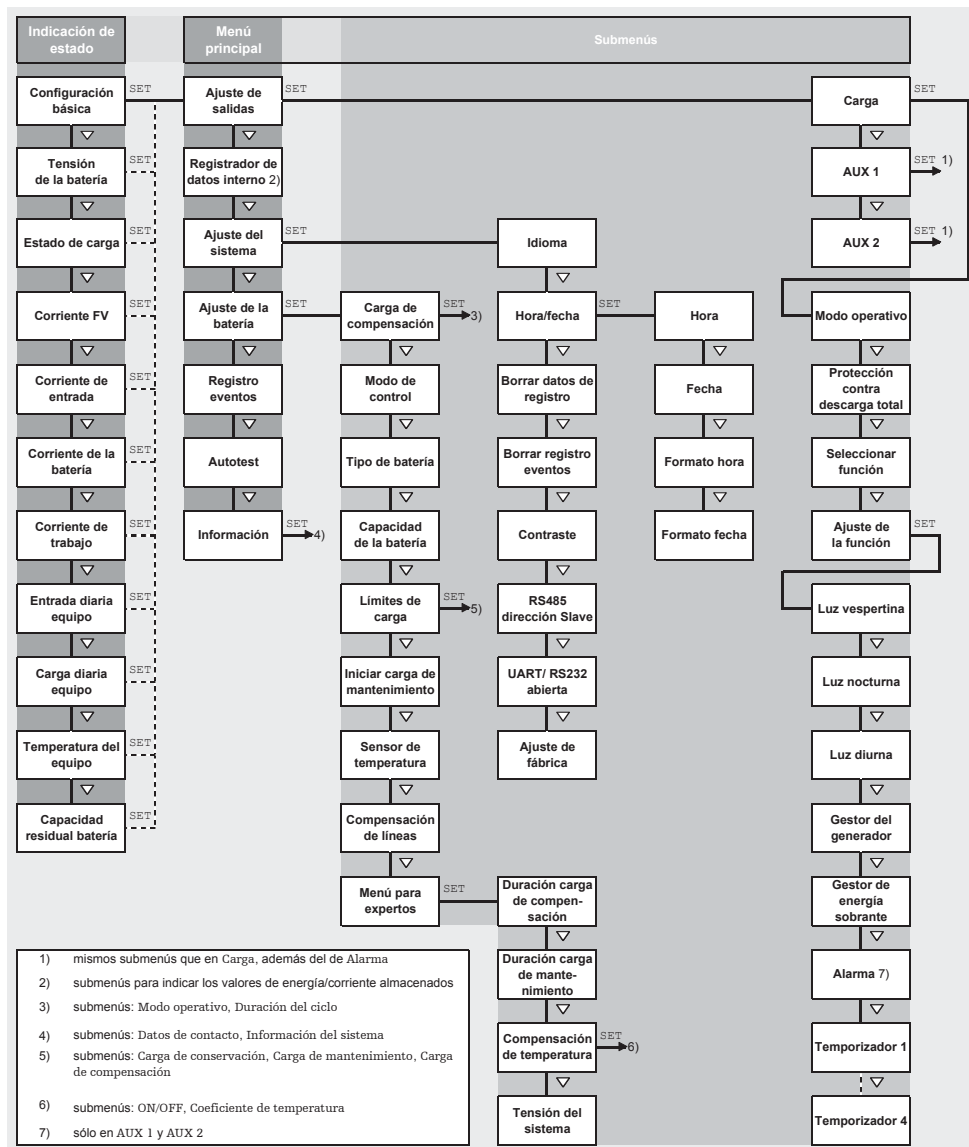 Indicación de
estado
Menú
principal
Submenús
Configuración
básica
SET
Ajuste de
salidas
SET
Carga
SET
Tensión
de la batería
SET
Registrador de
datos interno 2)
AUX 1
SET 1)
Estado de carga
SET
Ajuste del
sistema
SET
Idioma
AUX 2
SET 1)
Corriente FV
SET
Ajuste de la
batería
SET
Carga de
compensación
SET
3)
Hora/fecha
SET
Hora
Modo operativo
Corriente de
entrada
SET
Registro
eventos
Modo de
control
Borrar datos de
registro
Fecha
Protección
contra
descarga total
Corriente de la
batería
SET
Autotest
Tipo de batería
Borrar registro
eventos
Formato hora
Seleccionar
función
Corriente de
trabajo
SET
Información
SET
4)
Capacidad
de la batería
Contraste
Formato fecha
Ajuste de
la función
SET
Entrada diaria
equipo
SET
Límites de
carga
SET
5)
RS485
dirección Slave
Luz vespertina
Carga diaria
equipo
SET
Iniciar carga de
mantenimiento
UART/ RS232
abierta
Luz nocturna
Temperatura del
equipo
SET
Sensor de
temperatura
Ajuste de
fábrica
Luz diurna
Capacidad
residual batería
SET
Compensación
de líneas
Gestor del
generador
Menú para
expertos
SET
Duración carga
de compen-
sación
Gestor de
energía
sobrante
Duración carga
de mante-
nimiento
Alarma 7)
Compensación
de temperatura
SET
6)
Temporizador 1
Tensión del
sistema
Temporizador 4
1) mismos submenús que en Carga, además del de Alarma
2) submenús para indicar los valores de energía/corriente almacenados
3) submenús: Modo operativo, Duración del ciclo
4) submenús: Datos de contacto, Información del sistema
5) submenús: Carga de conservación, Carga de mantenimiento, Carga
de compensación
6) submenús: ON/OFF, Coeficiente de temperatura
7) sólo en AUX 1 y AUX 2